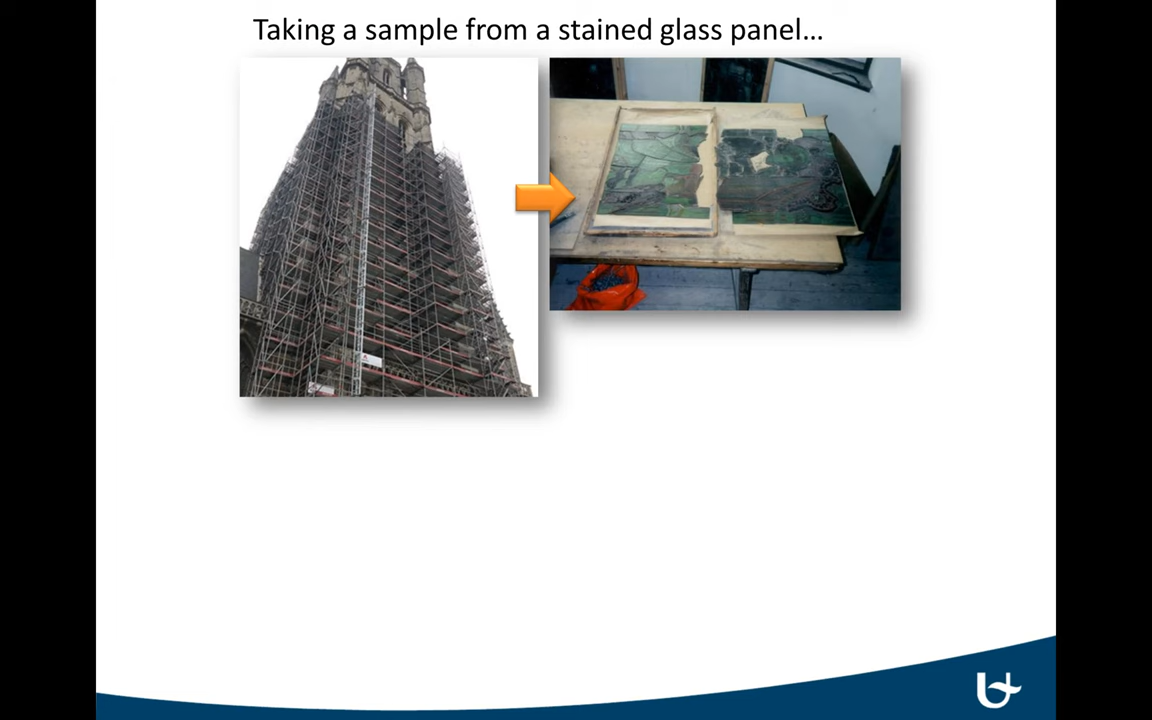 Taking a sample from a stained glass panel…